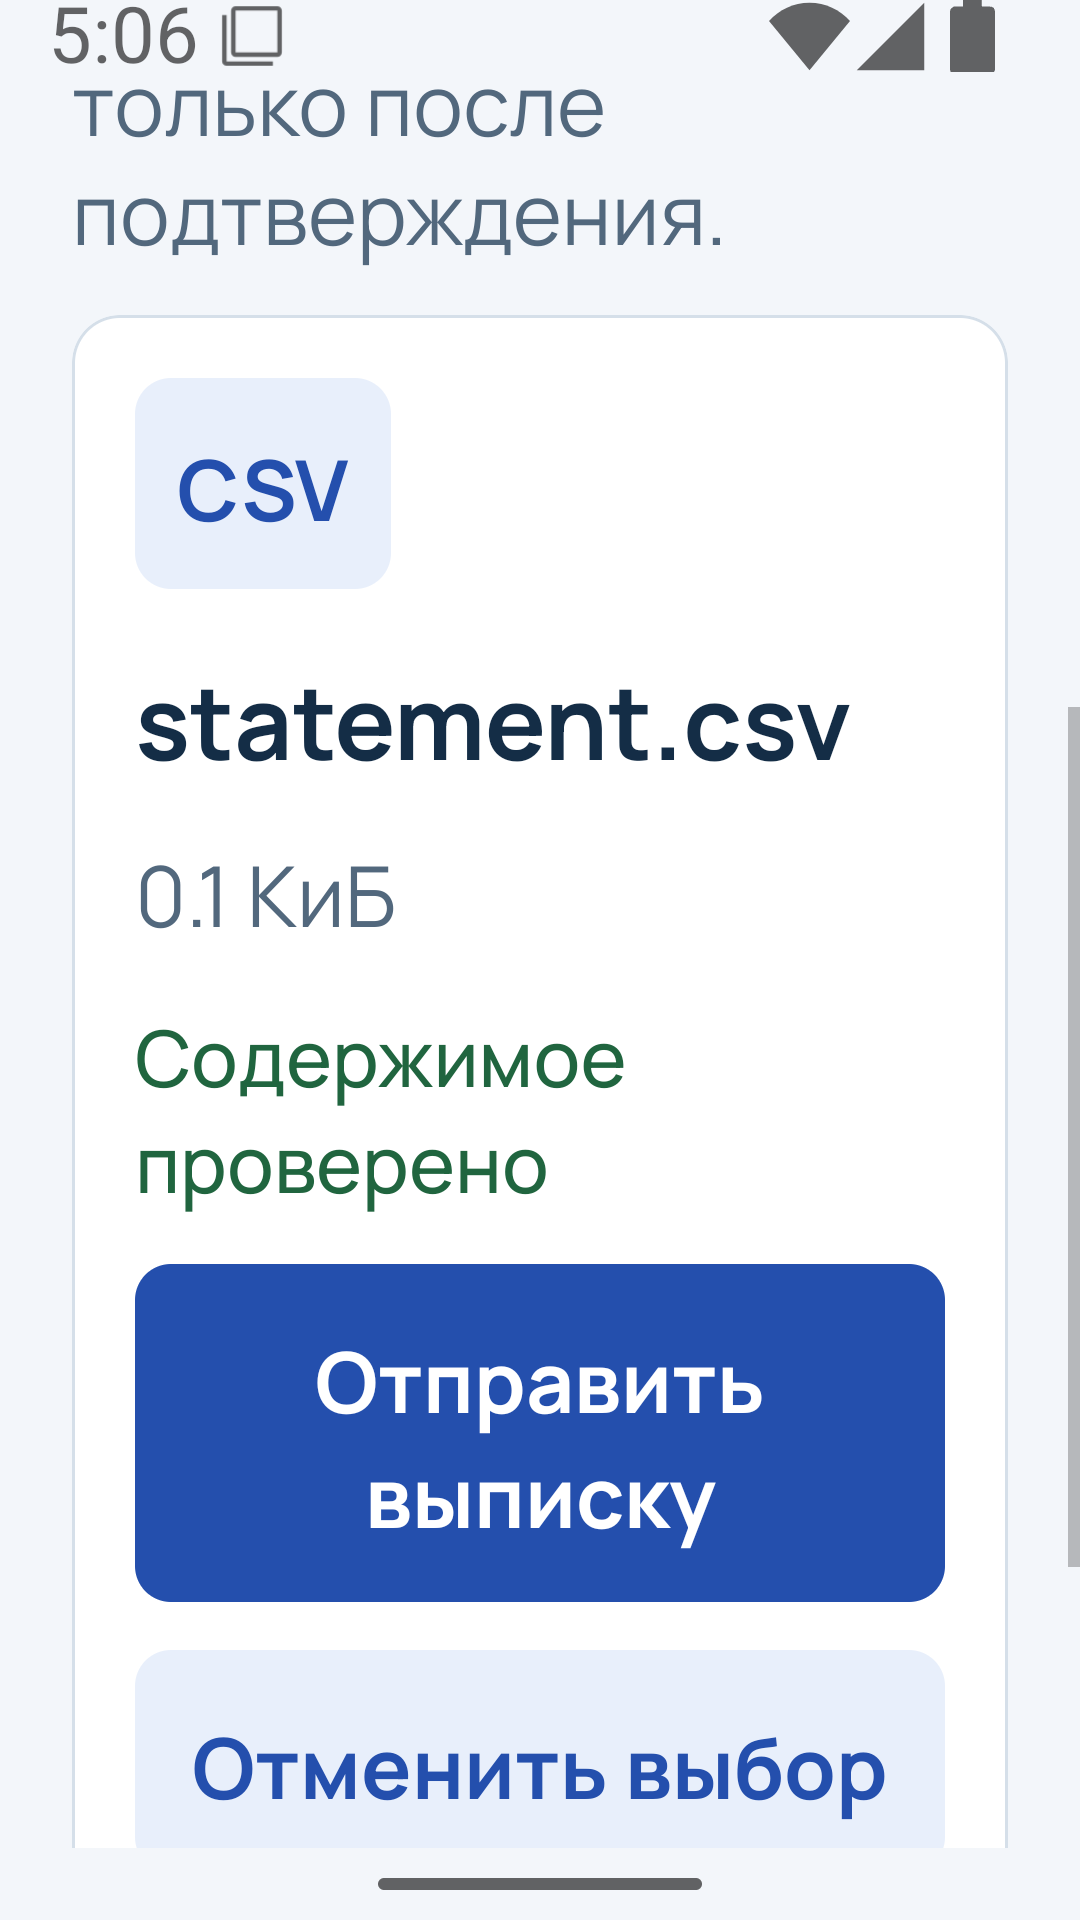 5:06
только после
подтверждения.
CSV
statement.csv
0.1 КиБ
Содержимое
проверено
Отправить
выписку
Отменить выбор